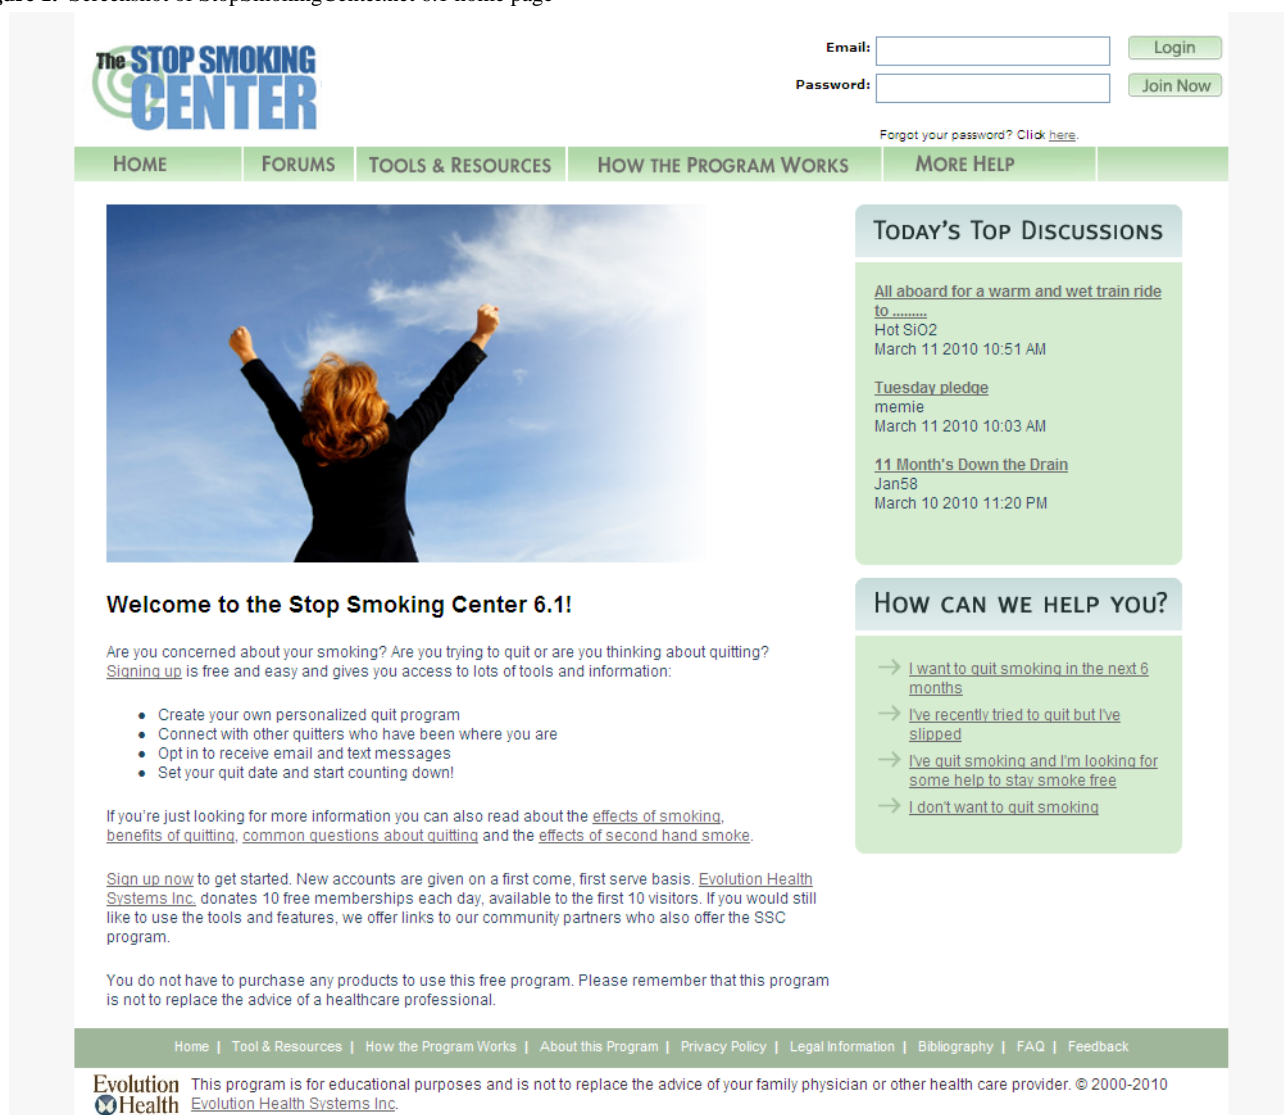 Figure 1. Screenshot of StopSmokingCenter.net 6.1 home page
The STOP SMOKING
CENTER
Email:
Login
Password:
Join Now
Forgot your password? Click here.
HOME
FORUMS
TOOLS & RESOURCES
HOW THE PROGRAM WORKS
MORE HELP
TODAY'S TOP DISCUSSIONS
All aboard for a warm and wet train ride
to .........
Hot SiO2
March 11 2010 10:51 AM
Tuesday pledge
memie
March 11 2010 10:03 AM
11 Month's Down the Drain
Jan58
March 10 2010 11:20 PM
Welcome to the Stop Smoking Center 6.1!
Are you concerned about your smoking? Are you trying to quit or are you thinking about quitting?
Signing up is free and easy and gives you access to lots of tools and information:
● Create your own personalized quit program
● Connect with other quitters who have been where you are
● Opt in to receive email and text messages
● Set your quit date and start counting down!
If you're just looking for more information you can also read about the effects of smoking,
benefits of quitting, common questions about quitting and the effects of second hand smoke.
Sign up now to get started. New accounts are given on a first come, first serve basis. Evolution Health
Systems Inc. donates 10 free memberships each day, available to the first 10 visitors. If you would still
like to use the tools and features, we offer links to our community partners who also offer the SSC
program.
You do not have to purchase any products to use this free program. Please remember that this program
is not to replace the advice of a healthcare professional.
HOW CAN WE HELP YOU?
I want to quit smoking in the next 6
months
I've recently tried to quit but I've
slipped
I've quit smoking and I'm looking for
some help to stay smoke free
I don't want to quit smoking
Home | Tool & Resources | How the Program Works | About this Program | Privacy Policy | Legal Information | Bibliography | FAQ | Feedback
Evolution
Health
This program is for educational purposes and is not to replace the advice of your family physician or other health care provider. © 2000-2010
Evolution Health Systems Inc.